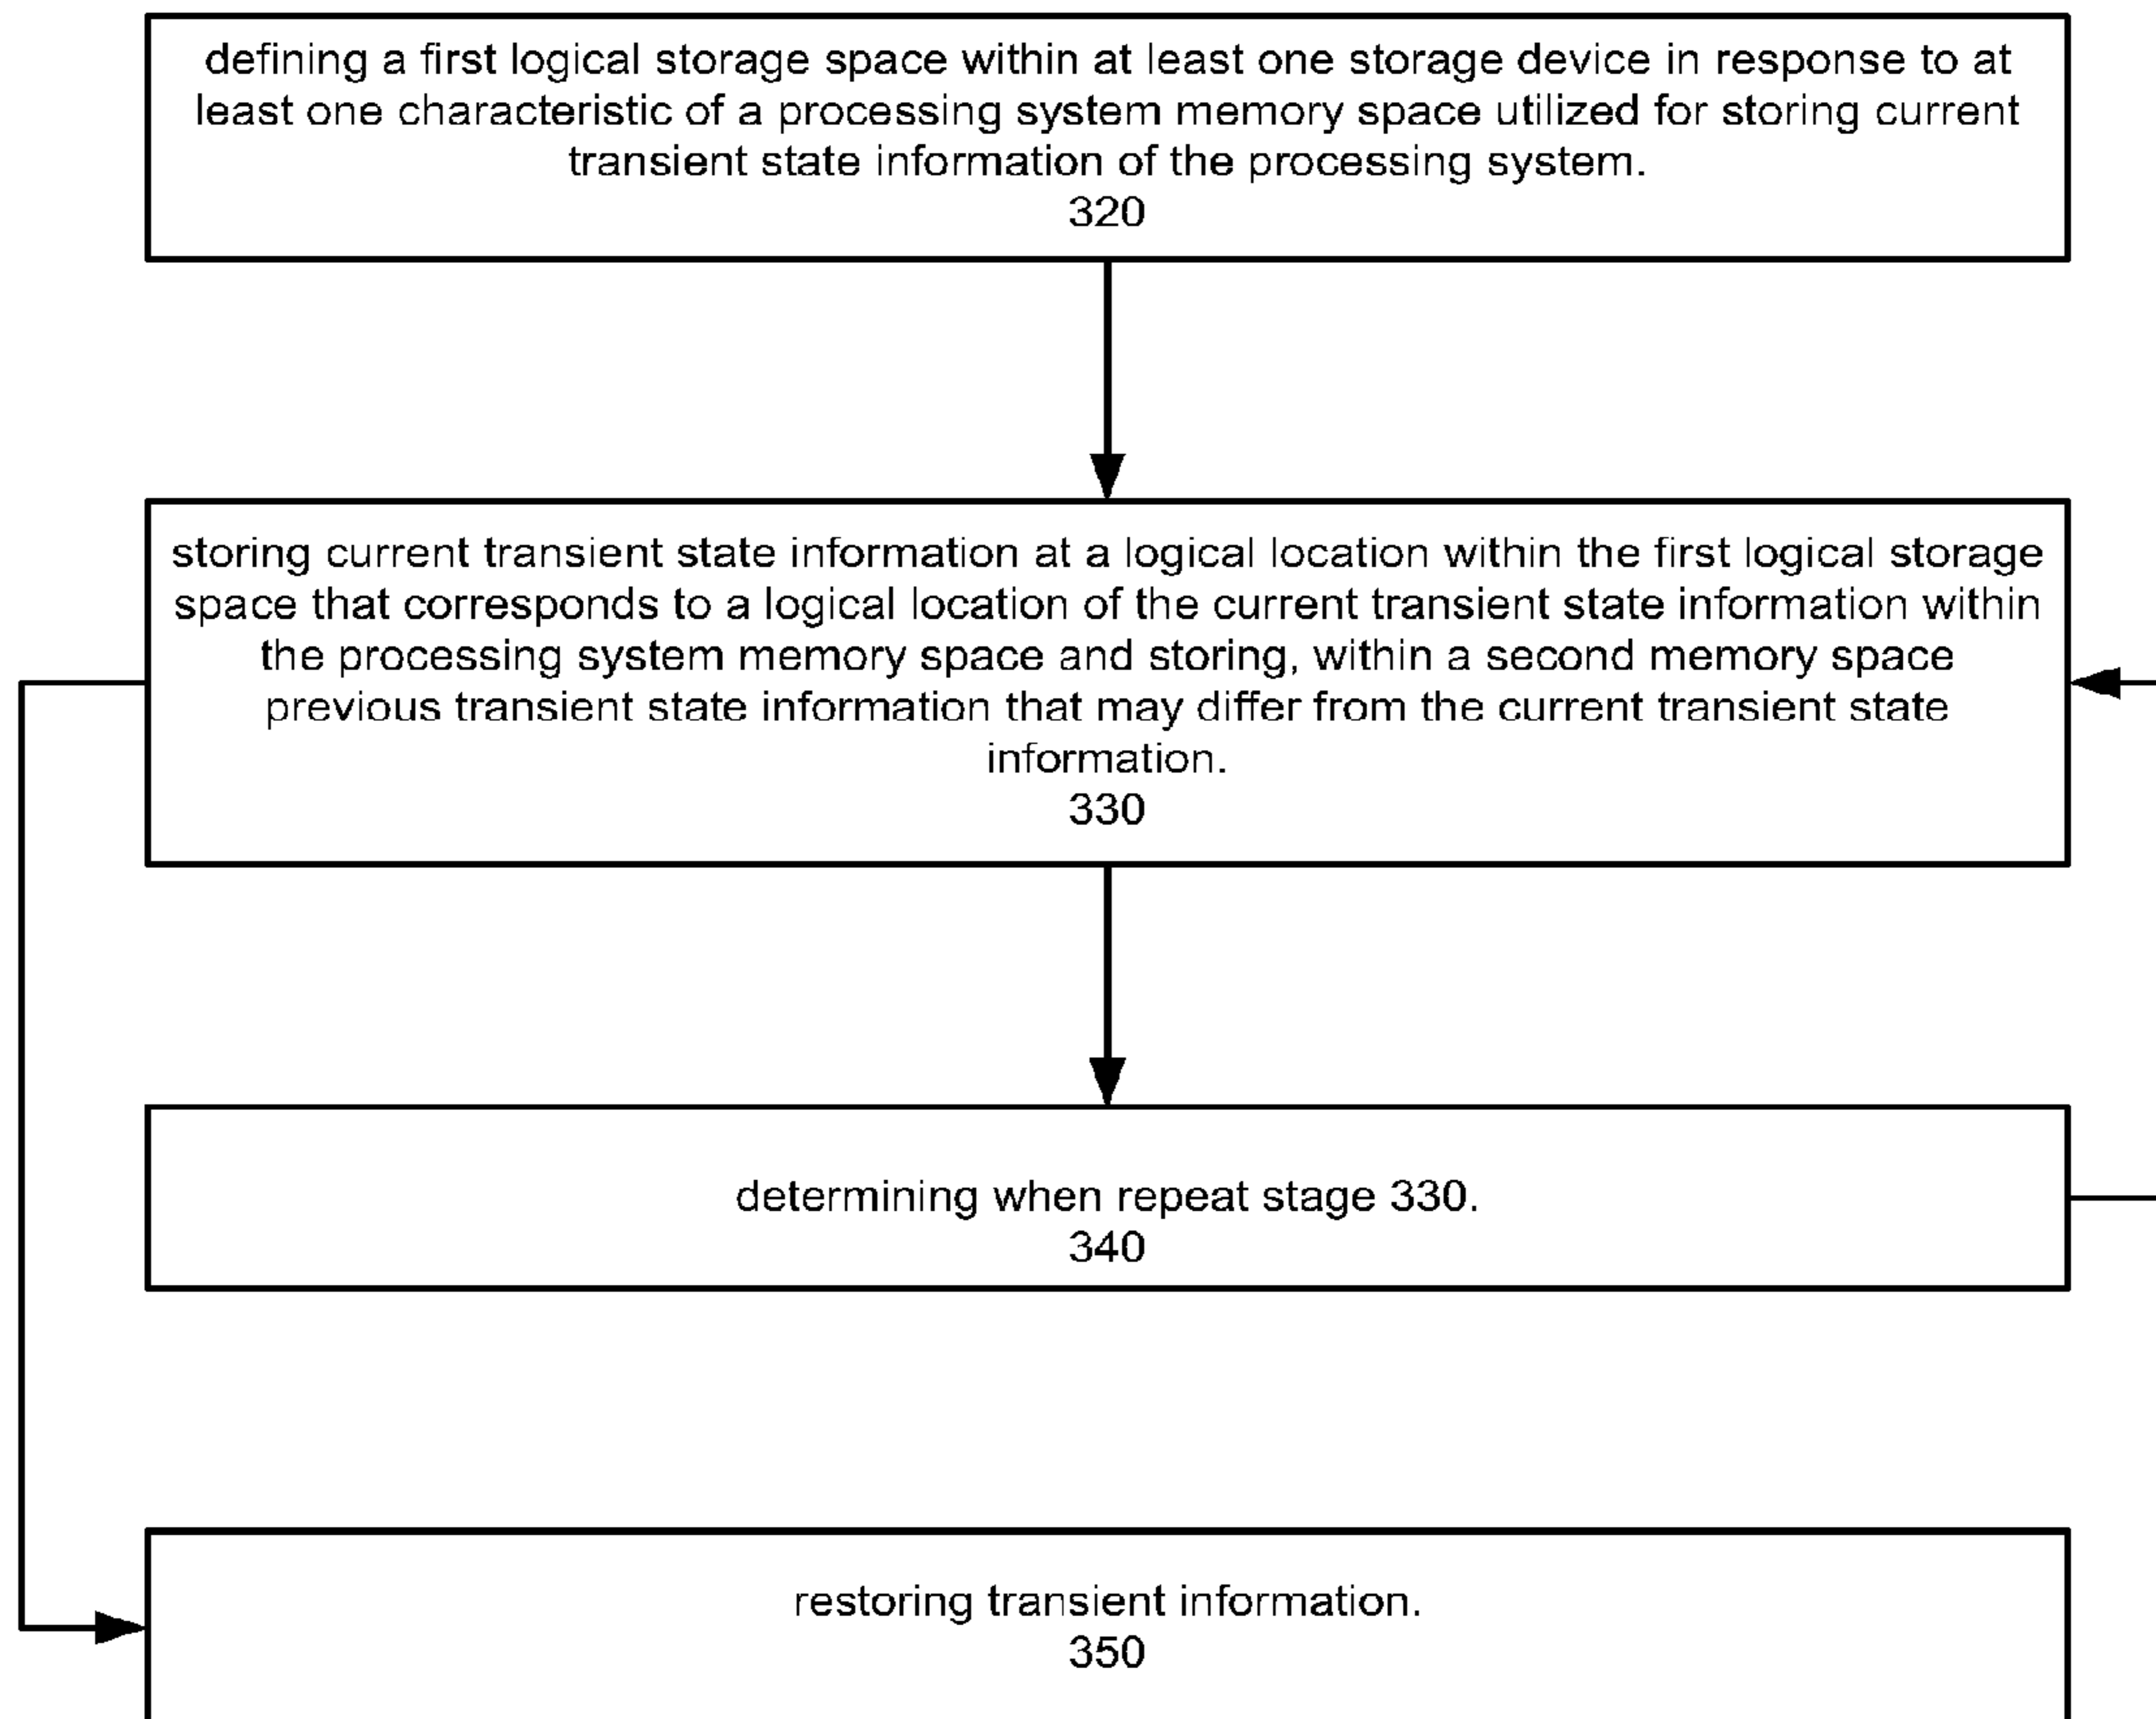 defining a first logical storage space within at least one storage device in response to at
least one characteristic of a processing system memory space utilized for storing current
transient state information of the processing system.
320
storing current transient state information at a logical location within the first logical storage
space that corresponds to a logical location of the current transient state information within
the processing system memory space and storing, within a second memory space
previous transient state information that may differ from the current transient state
information.
330
determining when repeat stage 330.
340
restoring transient information.
350